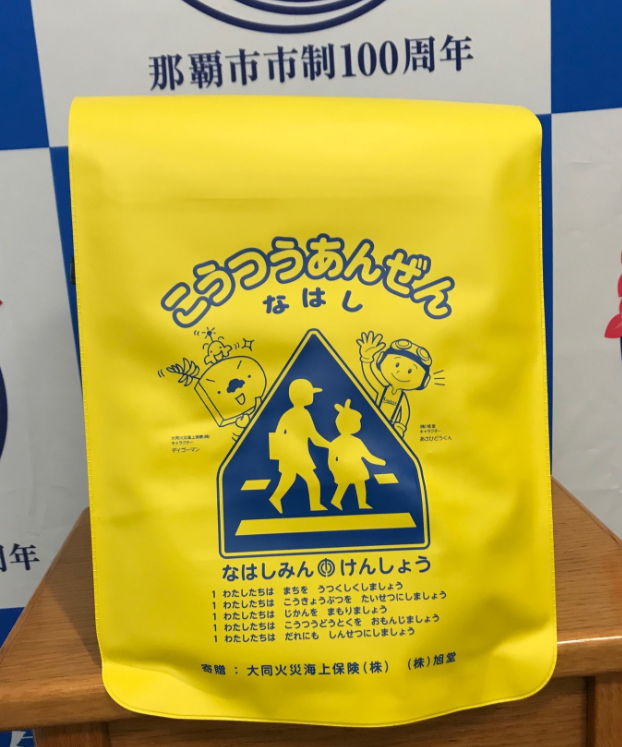 那覇市市制100周年
こうつうあんぜん
なはし
大同火災海上保険(株)
キャラクター
デイゴーマン
キャラクター
あさひどうくん
なはしみん けんしょう
1 わたしたちは まちを うつくしくしましょう
1 わたしたちは こうきょうぶつを たいせつにしましょう
1 わたしたちは じかんを まもりましょう
1 わたしたちは こうつうどうとくを おもんじましょう
1 わたしたちは だれにも しんせつにしましょう
寄贈 : 大同火災海上保険(株) (株)旭堂
周年